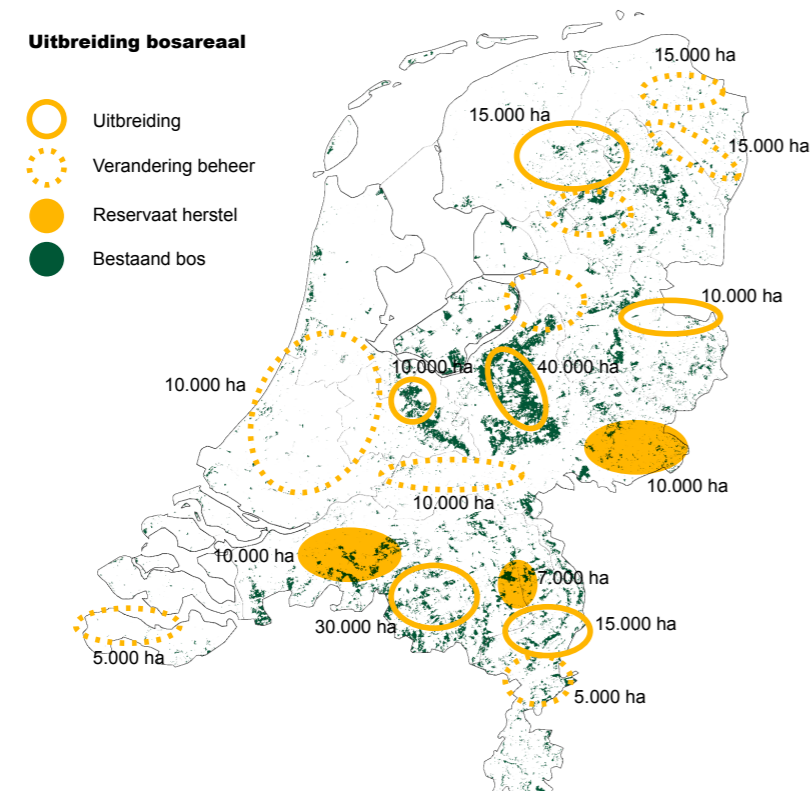 Uitbreiding bosareaal
Uitbreiding
Verandering beheer
Reservaat herstel
Bestaand bos
15.000 ha
15.000 ha
15.000 ha
10.000 ha
10.000 ha
40.000 ha
10.000 ha
10.000 ha
10.000 ha
10.000 ha
7.000 ha
30.000 ha
15.000 ha
5.000 ha
5.000 ha